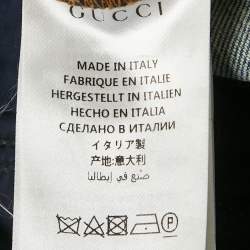 GUCCI
MADE IN ITALY
FABRIQUE EN ITALIE
HERGESTELLT IN ITALIEN
HECHO EN ITALIA
СДЕЛАНО В ИТАЛИИ
イタリア製
产地:意大利
صنع في إيطاليا